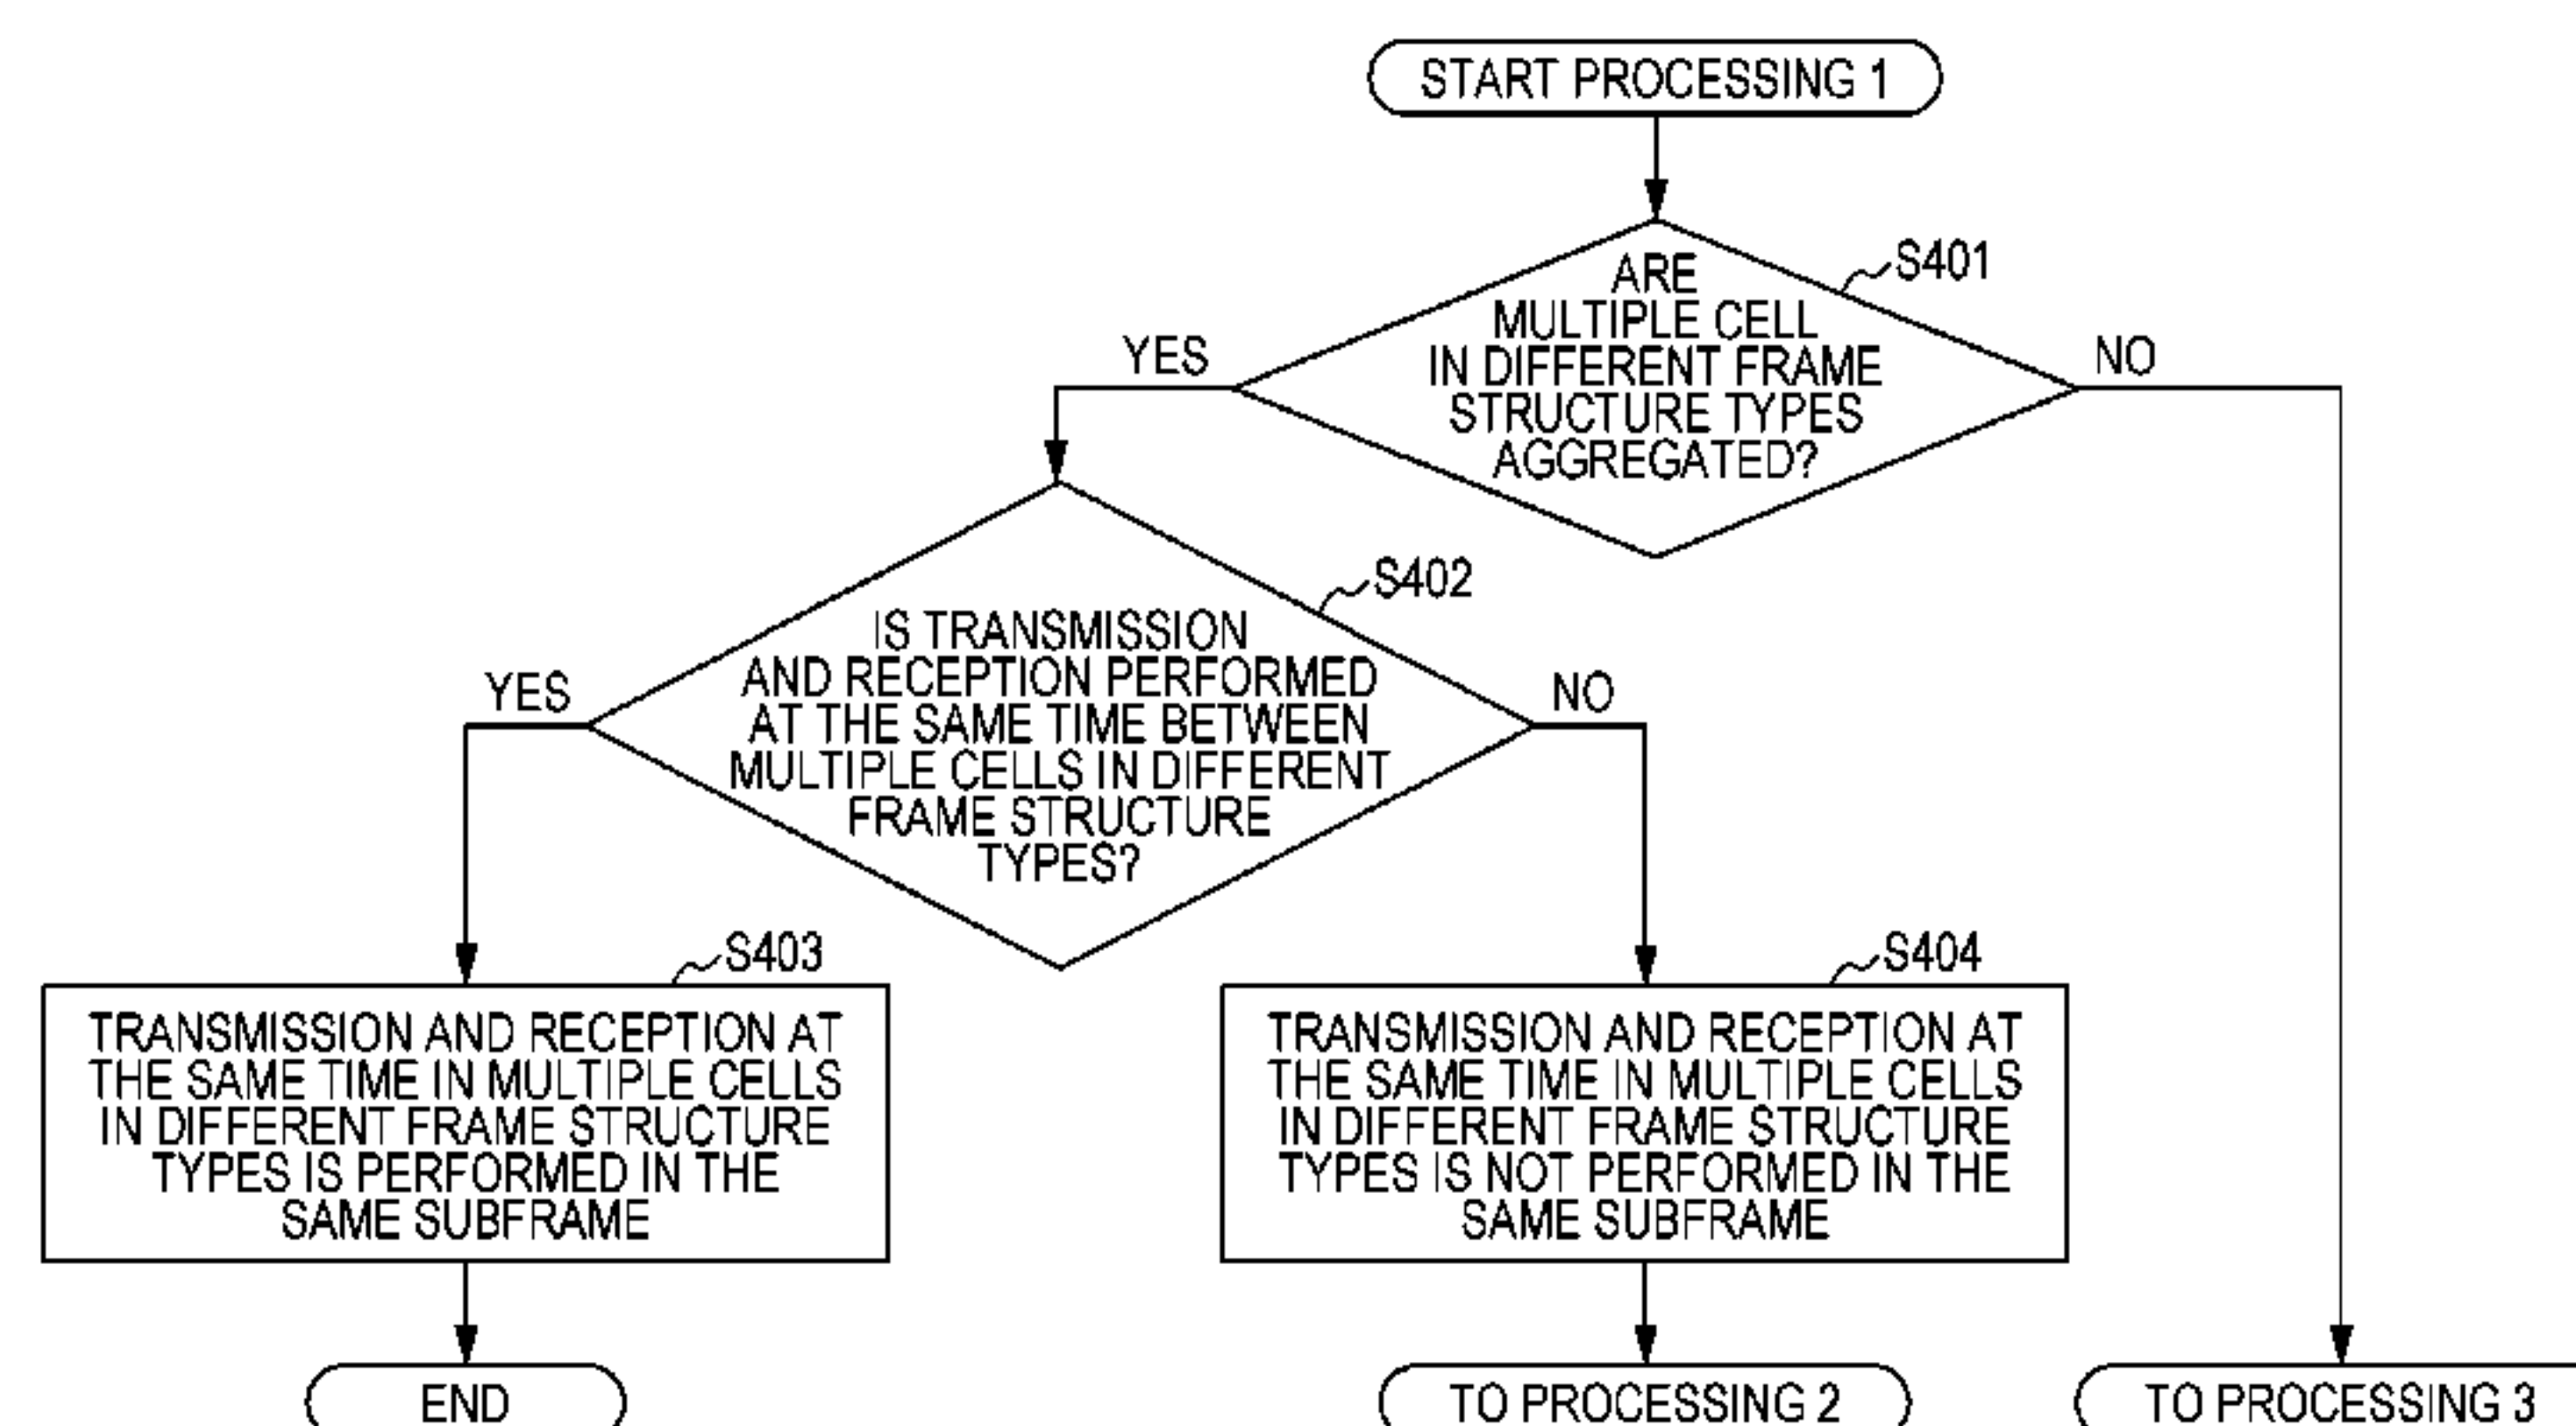 START PROCESSING 1
S401
ARE
MULTIPLE CELL
IN DIFFERENT FRAME
STRUCTURE TYPES
AGGREGATED?
YES
NO
S402
IS TRANSMISSION
AND RECEPTION PERFORMED
AT THE SAME TIME BETWEEN
MULTIPLE CELLS IN DIFFERENT
FRAME STRUCTURE
TYPES?
YES
NO
S403
TRANSMISSION AND RECEPTION AT
THE SAME TIME IN MULTIPLE CELLS
IN DIFFERENT FRAME STRUCTURE
TYPES IS PERFORMED IN THE
SAME SUBFRAME
S404
TRANSMISSION AND RECEPTION AT
THE SAME TIME IN MULTIPLE CELLS
IN DIFFERENT FRAME STRUCTURE
TYPES IS NOT PERFORMED IN THE
SAME SUBFRAME
END
TO PROCESSING 2
TO PROCESSING 3